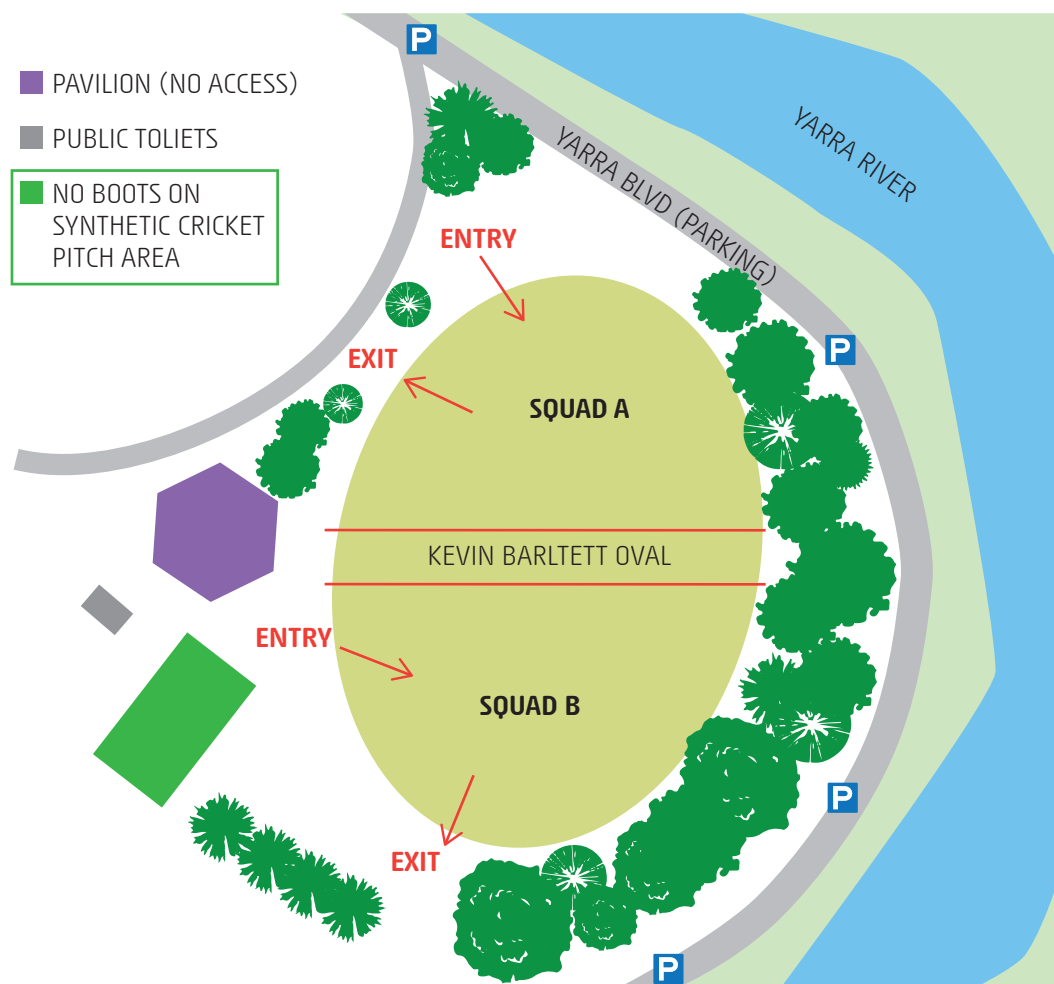 P
PAVILION (NO ACCESS)
PUBLIC TOLIETS
NO BOOTS ON
SYNTHETIC CRICKET
PITCH AREA
YARRA RIVER
YARRA BLVD (PARKING)
ENTRY
EXIT
P
SQUAD A
KEVIN BARLTETT OVAL
ENTRY
SQUAD B
P
EXIT
P